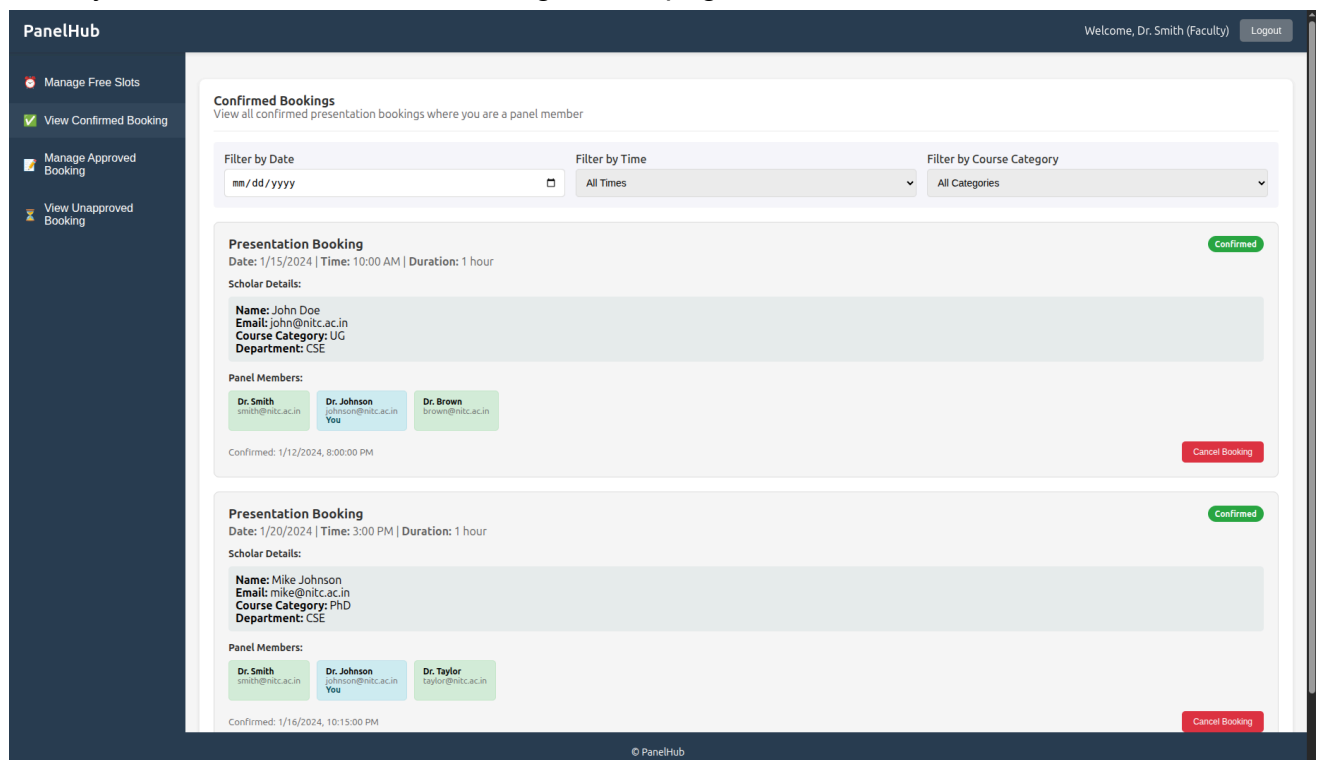 PanelHub
Welcome, Dr. Smith (Faculty)
Logout
Manage Free Slots
View Confirmed Booking
Manage Approved
Booking
View Unapproved
Booking
Confirmed Bookings
View all confirmed presentation bookings where you are a panel member
Filter by Date
Filter by Time
Filter by Course Category
mm/dd/yyyy
All Times
All Categories
Presentation Booking
Confirmed
Date: 1/15/2024 | Time: 10:00 AM | Duration: 1 hour
Scholar Details:
Name: John Doe
Email: john@nitc.ac.in
Course Category: UG
Department: CSE
Panel Members:
Dr. Smith
smith@nitc.ac.in
Dr. Johnson
johnson@nitc.ac.in
You
Dr. Brown
brown@nitc.ac.in
Confirmed: 1/12/2024, 8:00:00 PM
Cancel Booking
Presentation Booking
Confirmed
Date: 1/20/2024 | Time: 3:00 PM | Duration: 1 hour
Scholar Details:
Name: Mike Johnson
Email: mike@nitc.ac.in
Course Category: PhD
Department: CSE
Panel Members:
Dr. Smith
smith@nitc.ac.in
Dr. Johnson
johnson@nitc.ac.in
You
Dr. Taylor
taylor@nitc.ac.in
Confirmed: 1/16/2024, 10:15:00 PM
Cancel Booking
© PanelHub